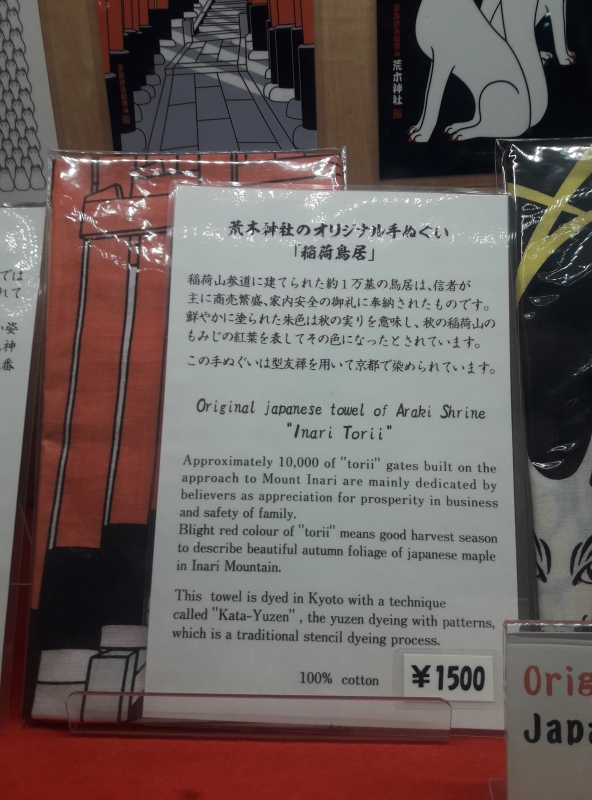 荒木神社
荒木神社のオリジナル手ぬぐい
「稲荷鳥居」
稲荷山参道に建てられた約1万基の鳥居は、信者が
主に商売繁盛、家内安全の御礼に奉納されたものです。
鮮やかに塗られた朱色は秋の実りを意味し、秋の稲荷山の
もみじの紅葉を表してその色になったとされています。
この手ぬぐいは型友禅を用いて京都で染められています。
Original japanese towel of Araki Shrine
"Inari Torii"
Approximately 10,000 of "torii" gates built on the
approach to Mount Inari are mainly dedicated by
believers as appreciation for prosperity in business
and safety of family.
Blight red colour of "torii" means good harvest season
to describe beautiful autumn foliage of japanese maple
in Inari Mountain.
This towel is dyed in Kyoto with a technique
called "Kata-Yuzen" , the yuzen dyeing with patterns,
which is a traditional stencil dyeing process.
100% cotton
¥1500
では
れて
姿
神
番
Orig
Japa